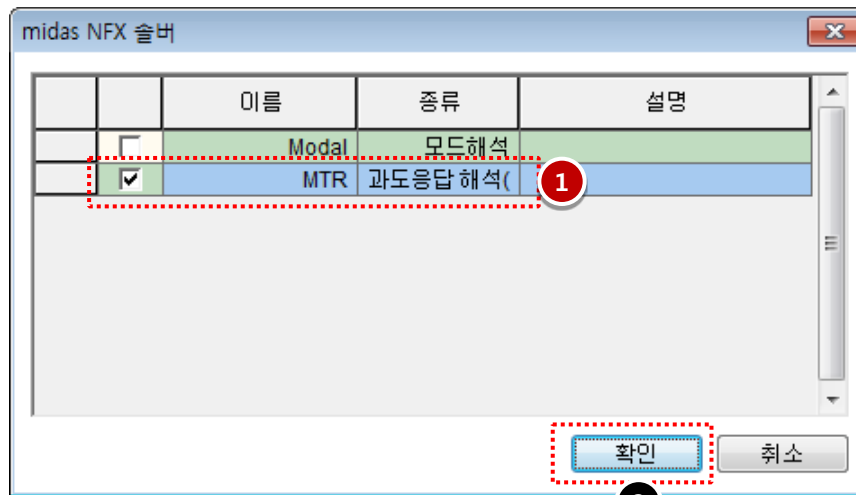 midas NFX 솔버
이름 종류 설명
Modal 모드해석
MTR 과도응답 해석( 1
확인 취소